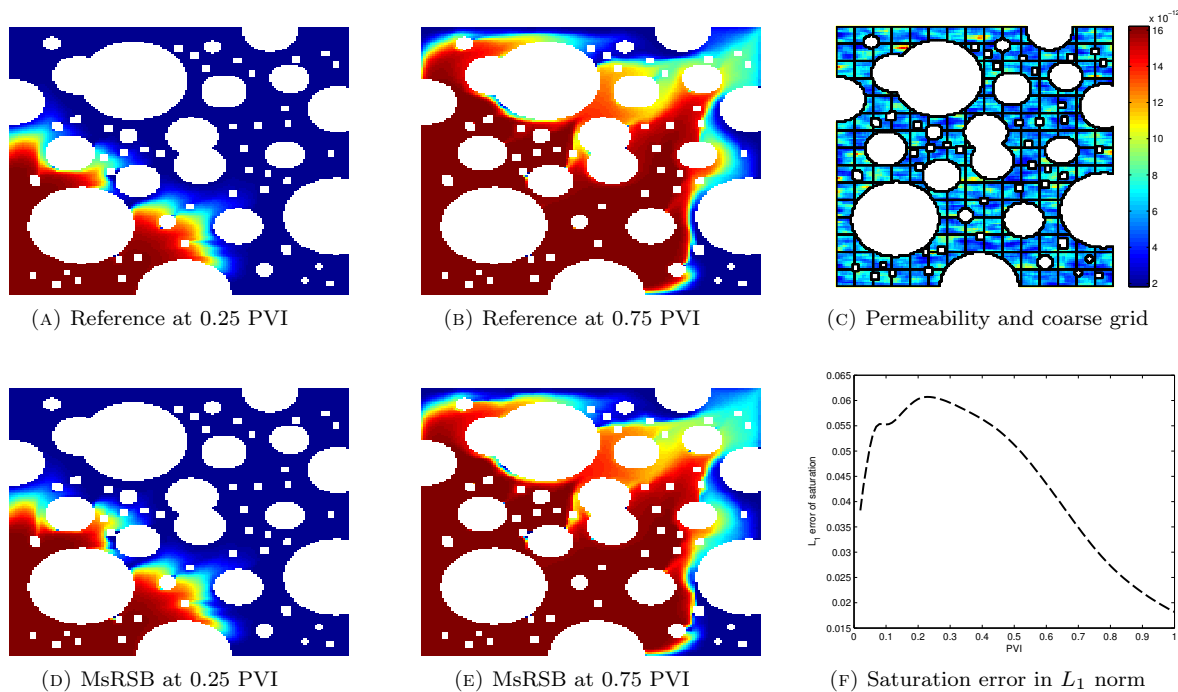 x 10⁻¹²
16
14
12
10
8
6
4
2
(A) Reference at 0.25 PVI
(B) Reference at 0.75 PVI
(C) Permeability and coarse grid
0.065
0.06
0.055
0.05
0.045
0.04
0.035
0.03
0.025
0.02
0.015
L₁ error of saturation
0 0.1 0.2 0.3 0.4 0.5 0.6 0.7 0.8 0.9 1
PVI
(D) MsRSB at 0.25 PVI
(E) MsRSB at 0.75 PVI
(F) Saturation error in L₁ norm